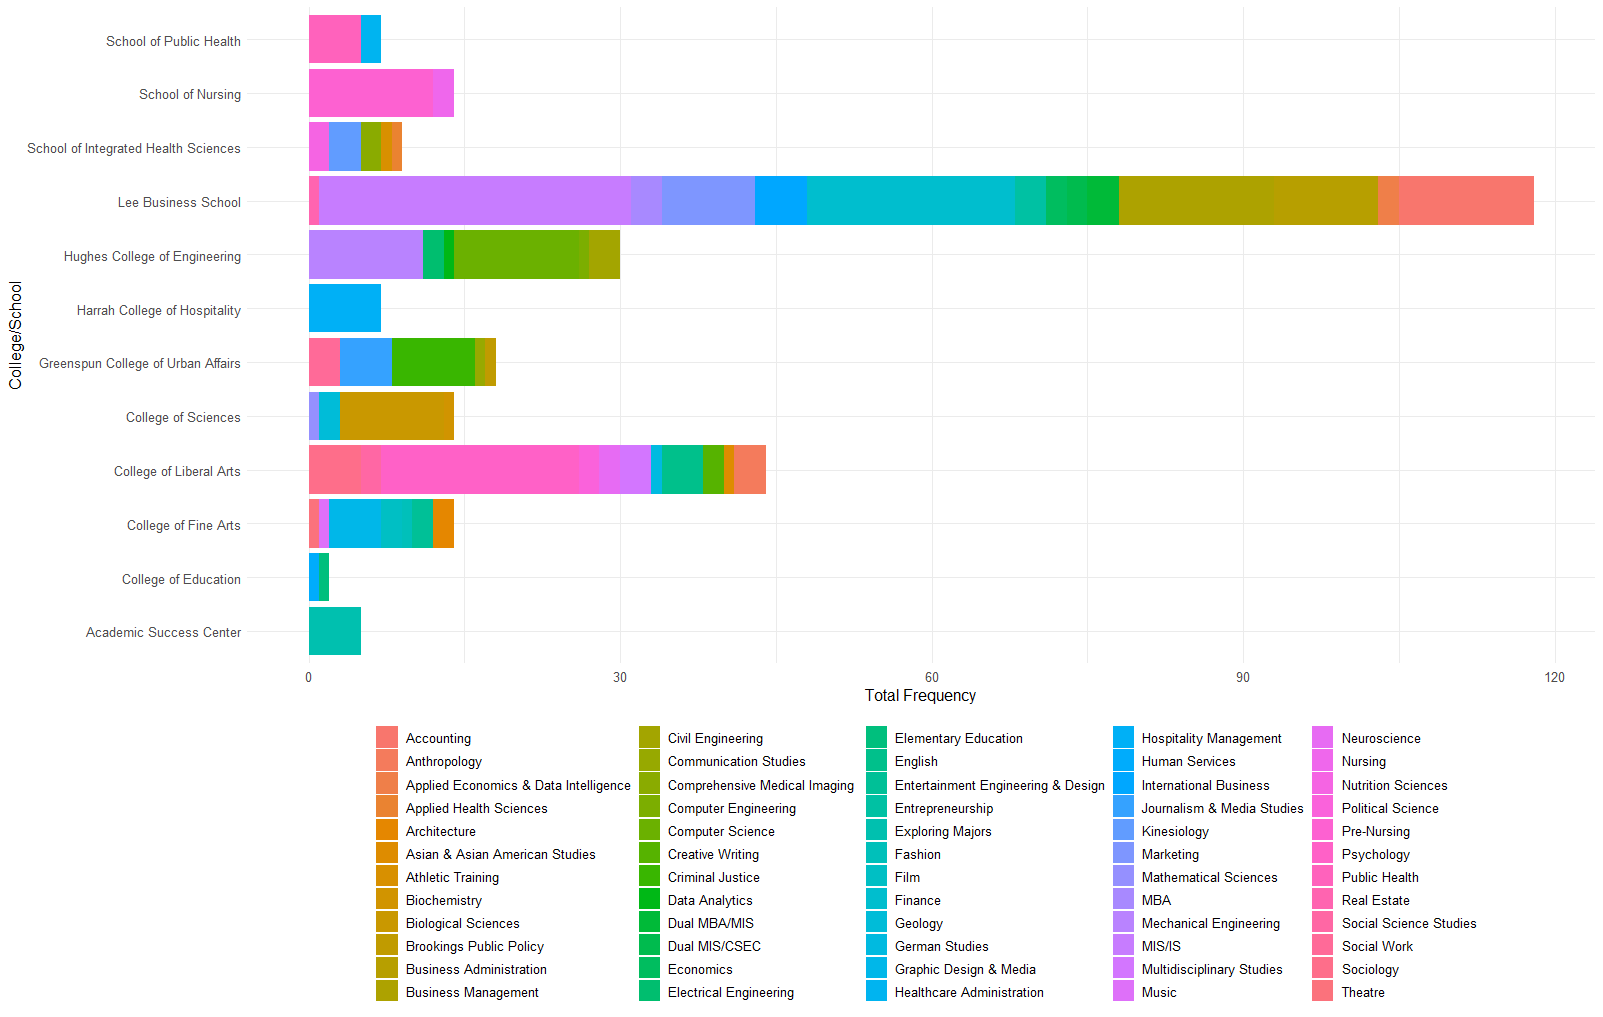 School of Public Health
School of Nursing
School of Integrated Health Sciences
Lee Business School
Hughes College of Engineering
Harrah College of Hospitality
Greenspun College of Urban Affairs
College of Sciences
College of Liberal Arts
College of Fine Arts
College of Education
Academic Success Center
College/School
0 30 60 90 120
Total Frequency
Accounting
Anthropology
Applied Economics & Data Intelligence
Applied Health Sciences
Architecture
Asian & Asian American Studies
Athletic Training
Biochemistry
Biological Sciences
Brookings Public Policy
Business Administration
Business Management
Civil Engineering
Communication Studies
Comprehensive Medical Imaging
Computer Engineering
Computer Science
Creative Writing
Criminal Justice
Data Analytics
Dual MBA/MIS
Dual MIS/CSEC
Economics
Electrical Engineering
Elementary Education
English
Entertainment Engineering & Design
Entrepreneurship
Exploring Majors
Fashion
Film
Finance
Geology
German Studies
Graphic Design & Media
Healthcare Administration
Hospitality Management
Human Services
International Business
Journalism & Media Studies
Kinesiology
Marketing
Mathematical Sciences
MBA
Mechanical Engineering
MIS/IS
Multidisciplinary Studies
Music
Neuroscience
Nursing
Nutrition Sciences
Political Science
Pre-Nursing
Psychology
Public Health
Real Estate
Social Science Studies
Social Work
Sociology
Theatre